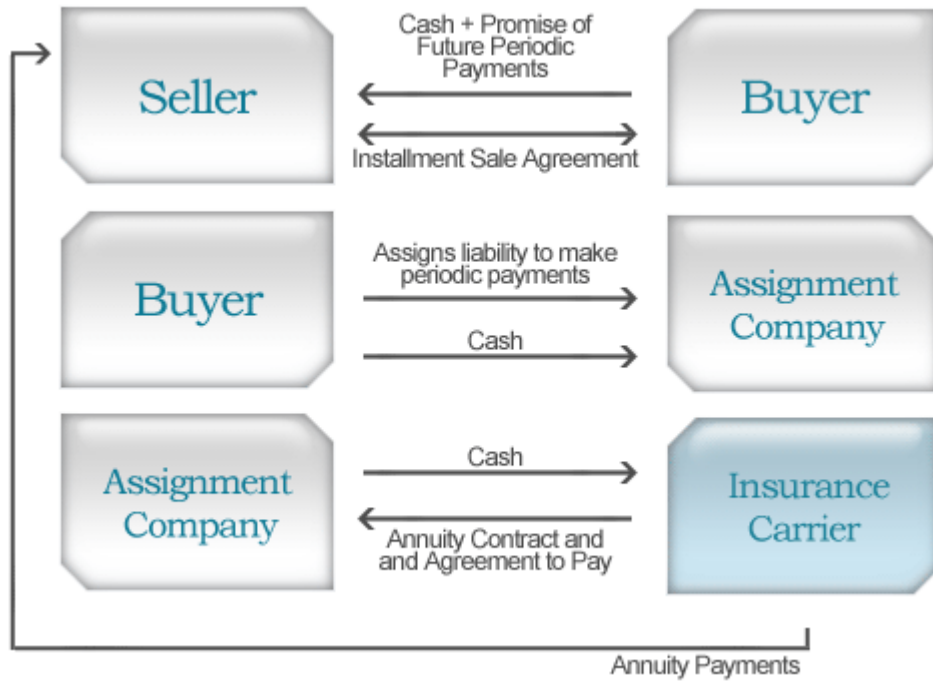 Seller
Cash + Promise of
Future Periodic
Payments
Installment Sale Agreement
Buyer
Buyer
Assigns liability to make
periodic payments
Cash
Assignment
Company
Assignment
Company
Cash
Annuity Contract and
and Agreement to Pay
Insurance
Carrier
Annuity Payments